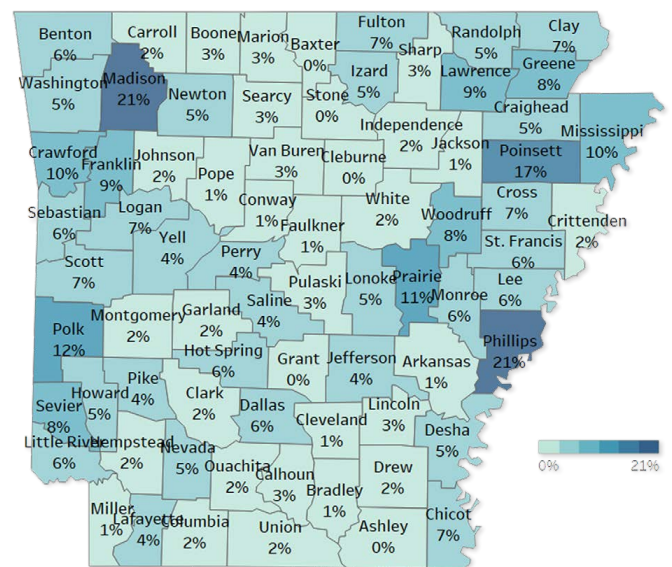 Benton
6%
Carroll
2%
Boone
3%
Marion
3%
Baxter
0%
Fulton
7%
Sharp
3%
Randolph
5%
Clay
7%
Washington
5%
Madison
21%
Newton
5%
Searcy
3%
Stone
0%
Izard
5%
Lawrence
9%
Greene
8%
Independence
2%
Jackson
1%
Craighead
5%
Mississippi
10%
Poinsett
17%
Crawford
10%
Franklin
9%
Johnson
2%
Pope
1%
Van Buren
3%
Cleburne
0%
Conway
1%
Faulkner
1%
White
2%
Woodruff
8%
Cross
7%
Crittenden
2%
St. Francis
6%
Sebastian
6%
Logan
7%
Yell
4%
Perry
4%
Scott
7%
Pulaski
3%
Lonoke
5%
Prairie
11%
Monroe
6%
Lee
6%
Phillips
21%
Polk
12%
Montgomery
2%
Garland
2%
Saline
4%
Hot Spring
6%
Grant
0%
Jefferson
4%
Arkansas
1%
Sevier
8%
Howard
5%
Pike
4%
Clark
2%
Dallas
6%
Cleveland
1%
Lincoln
3%
Desha
5%
Little River
6%
Hempstead
2%
Nevada
5%
Ouachita
2%
Calhoun
3%
Bradley
1%
Drew
2%
Miller
1%
Lafayette
4%
Columbia
2%
Union
2%
Ashley
0%
Chicot
7%
0%
21%